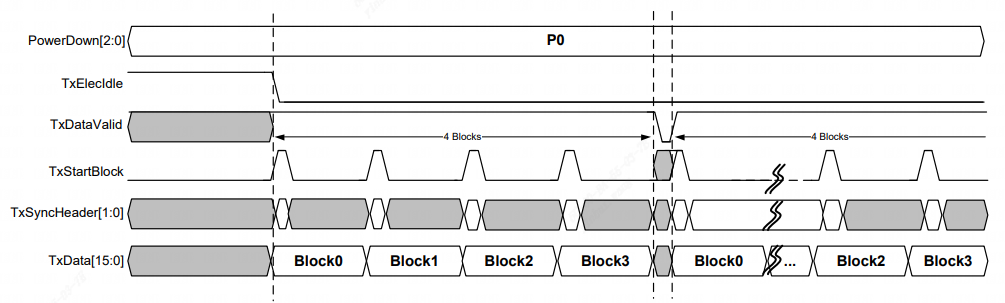 PowerDown[2:0]
P0
TxElecIdle
TxDataValid
4 Blocks
4 Blocks
TxStartBlock
TxSyncHeader[1:0]
TxData[15:0]
Block0
Block1
Block2
Block3
Block0
...
Block2
Block3